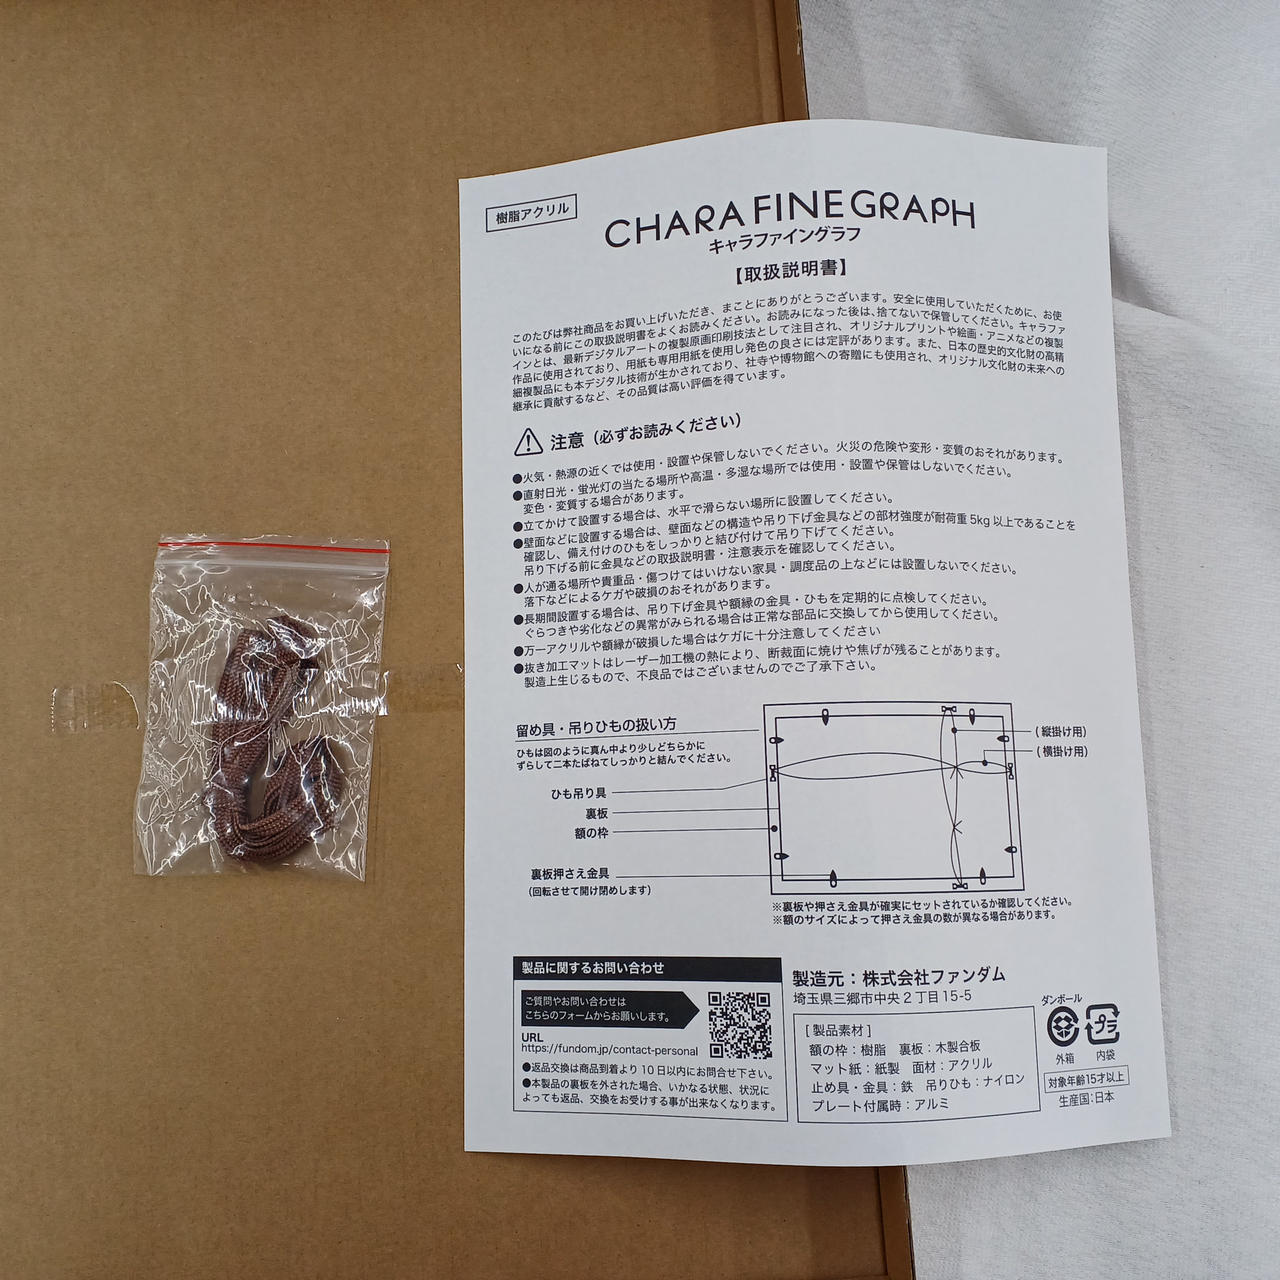 樹脂アクリル
CHARA FINE GRAPH
キャラファイングラフ
【取扱説明書】
このたびは弊社商品をお買い上げいただき、まことにありがとうございます。安全に使用していただくために、お使
いになる前にこの取扱説明書をよくお読みください。お読みになった後は、捨てないで保管してください。キャラファ
インとは、最新デジタルアートの複製原画印刷技法として注目され、オリジナルプリントや絵画・アニメなどの複製
作品に使用されており、用紙も専用用紙を使用し発色の良さには定評があります。また、日本の歴史的文化財の高精
細複製品にも本デジタル技術が生かされており、社寺や博物館への寄贈にも使用され、オリジナル文化財の未来への
継承に貢献するなど、その品質は高い評価を得ています。
注意（必ずお読みください）
●火気・熱源の近くでは使用・設置や保管しないでください。火災の危険や変形・変質のおそれがあります。
●直射日光・蛍光灯の当たる場所や高温・多湿な場所では使用・設置や保管はしないでください。
変色・変質する場合があります。
●立てかけて設置する場合は、水平で滑らない場所に設置してください。
●壁面などに設置する場合は、壁面などの構造や吊り下げ金具などの部材強度が耐荷重5kg以上であることを
確認し、備え付けのひもをしっかりと結び付けて吊り下げてください。
吊り下げる前に金具などの取扱説明書・注意表示を確認してください。
●人が通る場所や貴重品・傷つけてはいけない家具・調度品の上などには設置しないでください。
落下などによるケガや破損のおそれがあります。
●長期間設置する場合は、吊り下げ金具や額縁の金具・ひもを定期的に点検してください。
ぐらつきや劣化などの異常がみられる場合は正常な部品に交換してから使用してください。
●万一アクリルや額縁が破損した場合はケガに十分注意してください
●抜き加工マットはレーザー加工機の熱により、断裁面に焼けや焦げが残ることがあります。
製造上生じるもので、不良品ではございませんのでご了承下さい。
留め具・吊りひもの扱い方
ひもは図のように真ん中より少しどちらかに
ずらして二本たばねてしっかりと結んでください。
(縦掛け用)
(横掛け用)
ひも吊り具
裏板
額の枠
裏板押さえ金具
(回転させて開け閉めします)
※裏板や押さえ金具が確実にセットされているか確認してください。
※額のサイズによって押さえ金具の数が異なる場合があります。
製品に関するお問い合わせ
ご質問やお問い合わせは
こちらのフォームからお願いします。
URL
https://fundom.jp/contact-personal
●返品交換は商品到着より10日以内にお問合せ下さい。
●本製品の裏板を外された場合、いかなる状態、状況に
よっても返品、交換をお受けする事が出来なくなります。
製造元：株式会社ファンダム
埼玉県三郷市中央2丁目15-5
[ 製品素材 ]
額の枠：樹脂　裏板：木製合板
マット紙：紙製　面材：アクリル
止め具・金具：鉄　吊りひも：ナイロン
プレート付属時：アルミ
ダンボール
プラ
外箱
内袋
対象年齢15才以上
生産国：日本